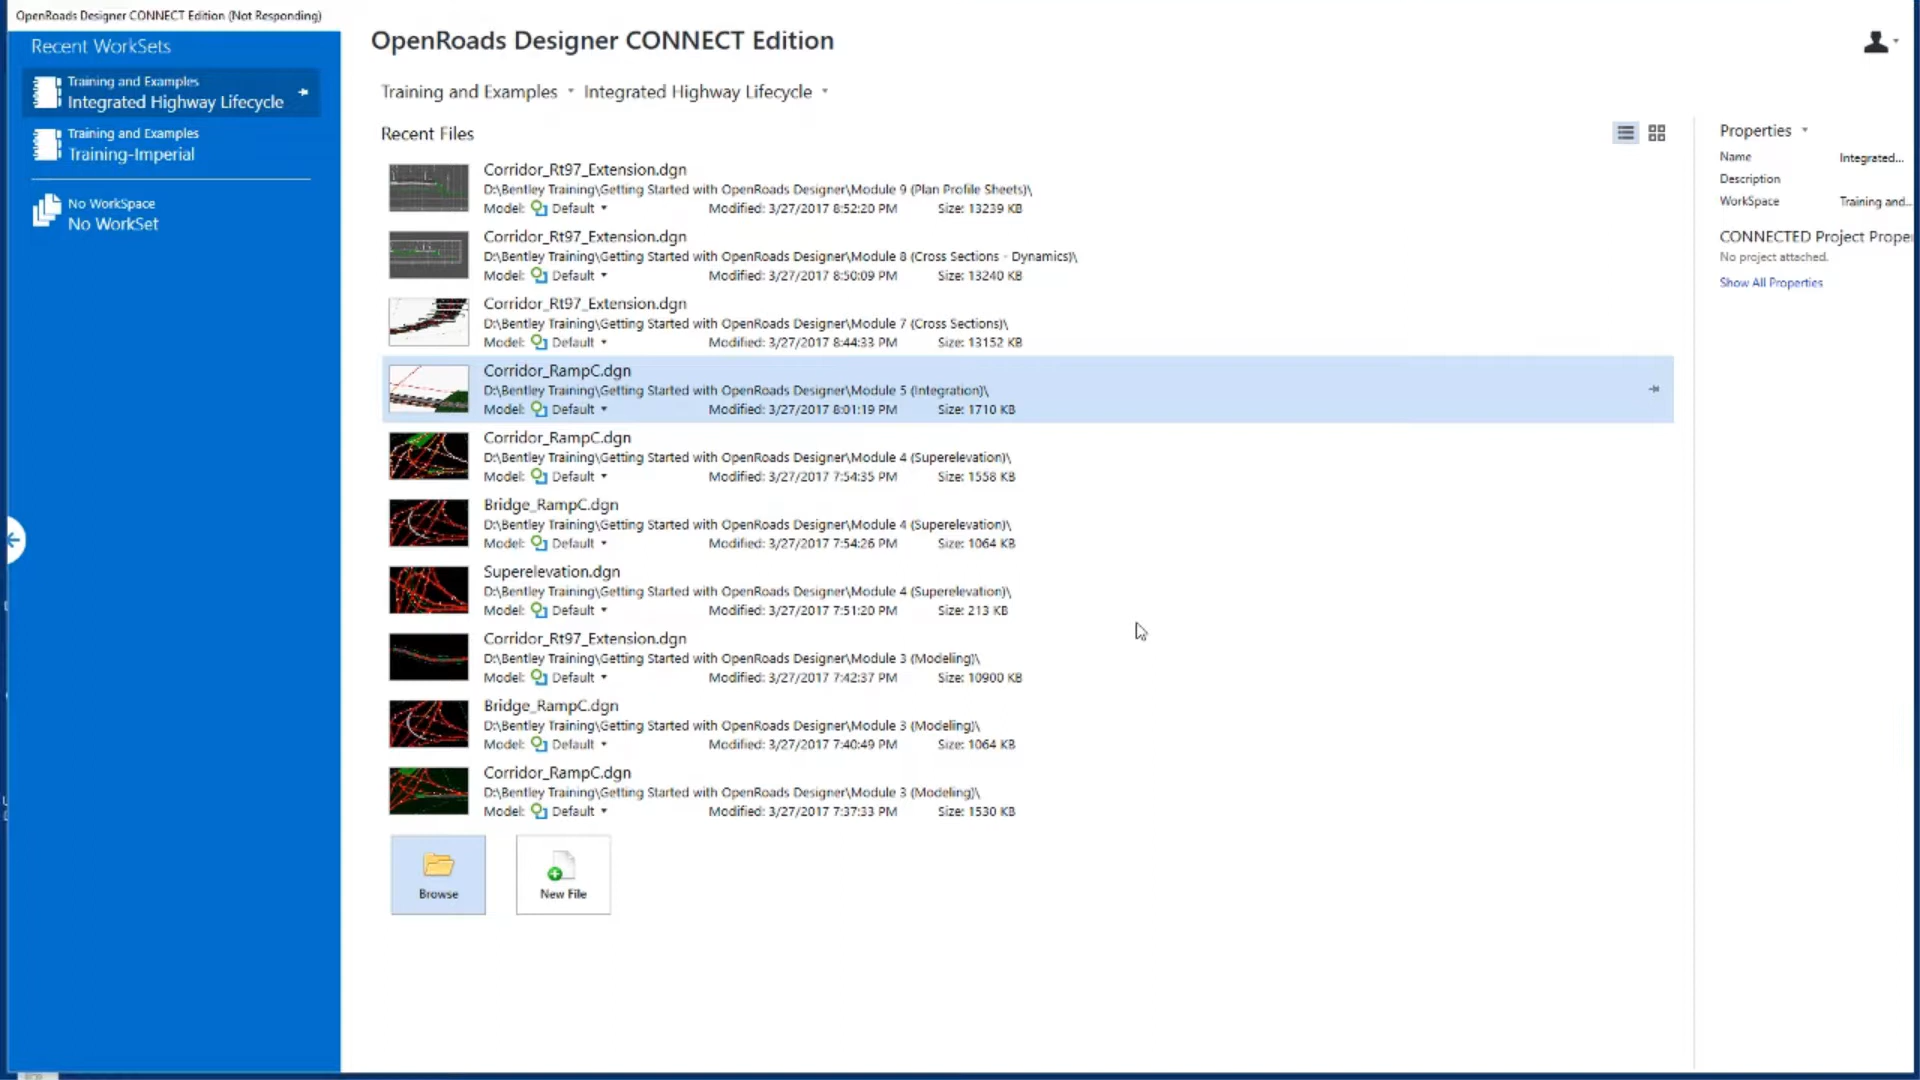 OpenRoads Designer CONNECT Edition (Not Responding)
Recent WorkSets
Training and Examples
Integrated Highway Lifecycle
Training and Examples
Training-Imperial
No WorkSpace
No WorkSet
OpenRoads Designer CONNECT Edition
Training and Examples Integrated Highway Lifecycle
Recent Files
Corridor_Rt97_Extension.dgn
D:\Bentley Training\Getting Started with OpenRoads Designer\Module 9 (Plan Profile Sheets)\
Model: Default Modified: 3/27/2017 8:52:20 PM Size: 13239 KB
Corridor_Rt97_Extension.dgn
D:\Bentley Training\Getting Started with OpenRoads Designer\Module 8 (Cross Sections - Dynamics)\
Model: Default Modified: 3/27/2017 8:50:09 PM Size: 13240 KB
Corridor_Rt97_Extension.dgn
D:\Bentley Training\Getting Started with OpenRoads Designer\Module 7 (Cross Sections)\
Model: Default Modified: 3/27/2017 8:44:33 PM Size: 13152 KB
Corridor_RampC.dgn
D:\Bentley Training\Getting Started with OpenRoads Designer\Module 5 (Integration)\
Model: Default Modified: 3/27/2017 8:01:19 PM Size: 1710 KB
Corridor_RampC.dgn
D:\Bentley Training\Getting Started with OpenRoads Designer\Module 4 (Superelevation)\
Model: Default Modified: 3/27/2017 7:54:35 PM Size: 1558 KB
Bridge_RampC.dgn
D:\Bentley Training\Getting Started with OpenRoads Designer\Module 4 (Superelevation)\
Model: Default Modified: 3/27/2017 7:54:26 PM Size: 1064 KB
Superelevation.dgn
D:\Bentley Training\Getting Started with OpenRoads Designer\Module 4 (Superelevation)\
Model: Default Modified: 3/27/2017 7:51:20 PM Size: 213 KB
Corridor_Rt97_Extension.dgn
D:\Bentley Training\Getting Started with OpenRoads Designer\Module 3 (Modeling)\
Model: Default Modified: 3/27/2017 7:42:37 PM Size: 10900 KB
Bridge_RampC.dgn
D:\Bentley Training\Getting Started with OpenRoads Designer\Module 3 (Modeling)\
Model: Default Modified: 3/27/2017 7:40:49 PM Size: 1064 KB
Corridor_RampC.dgn
D:\Bentley Training\Getting Started with OpenRoads Designer\Module 3 (Modeling)\
Model: Default Modified: 3/27/2017 7:37:33 PM Size: 1530 KB
Browse
New File
Properties
Name Integrated...
Description
WorkSpace Training and...
CONNECTED Project Prope
No project attached.
Show All Properties